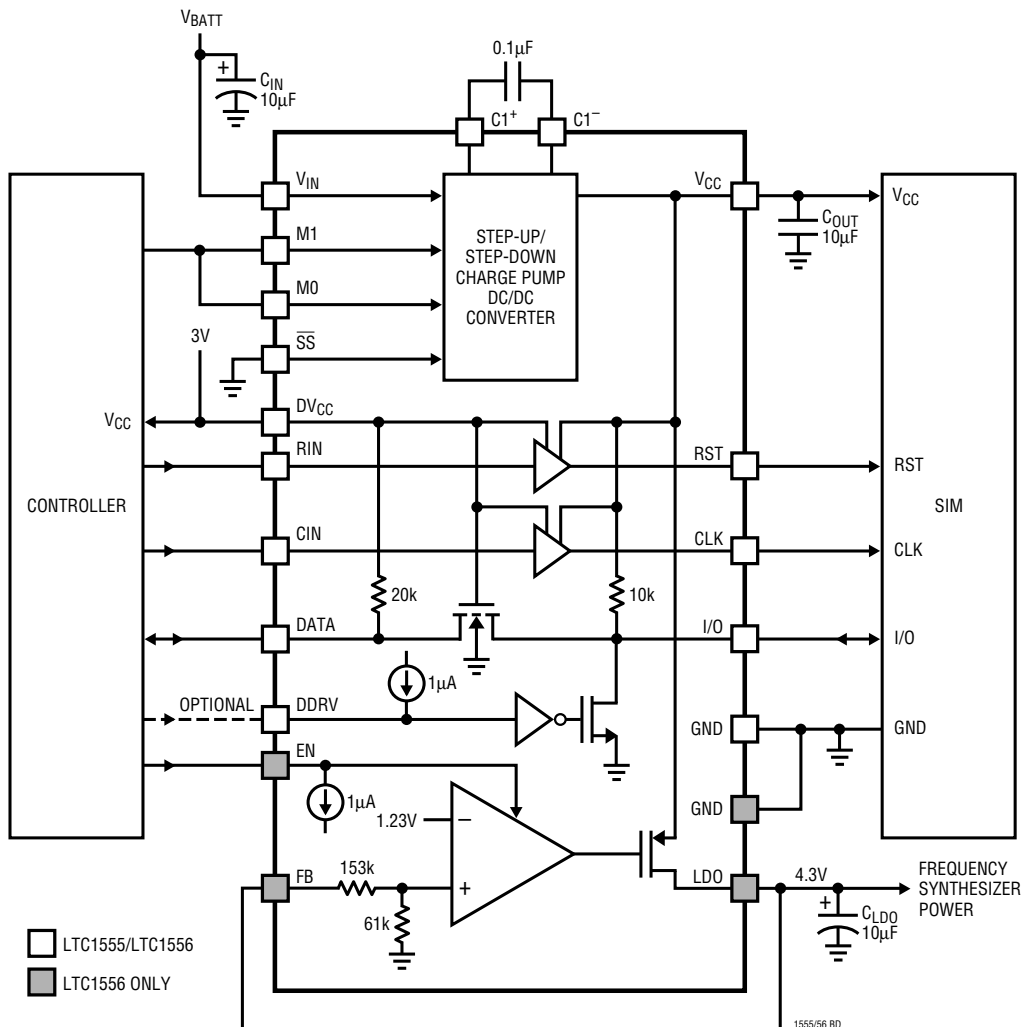 VBATT
+
CIN
10µF
0.1µF
C1+
C1–
VIN
VCC
VCC
COUT
10µF
M1
M0
STEP-UP/
STEP-DOWN
CHARGE PUMP
DC/DC
CONVERTER
3V
SS
VCC
DVCC
RIN
RST
RST
CONTROLLER
SIM
CIN
CLK
CLK
20k
10k
DATA
I/O
I/O
1µA
OPTIONAL
DDRV
GND
GND
EN
1µA
GND
1.23V
–
FB
153k
+
61k
LDO
4.3V
FREQUENCY
SYNTHESIZER
POWER
+
CLDO
10µF
LTC1555/LTC1556
LTC1556 ONLY
1555/56 BD